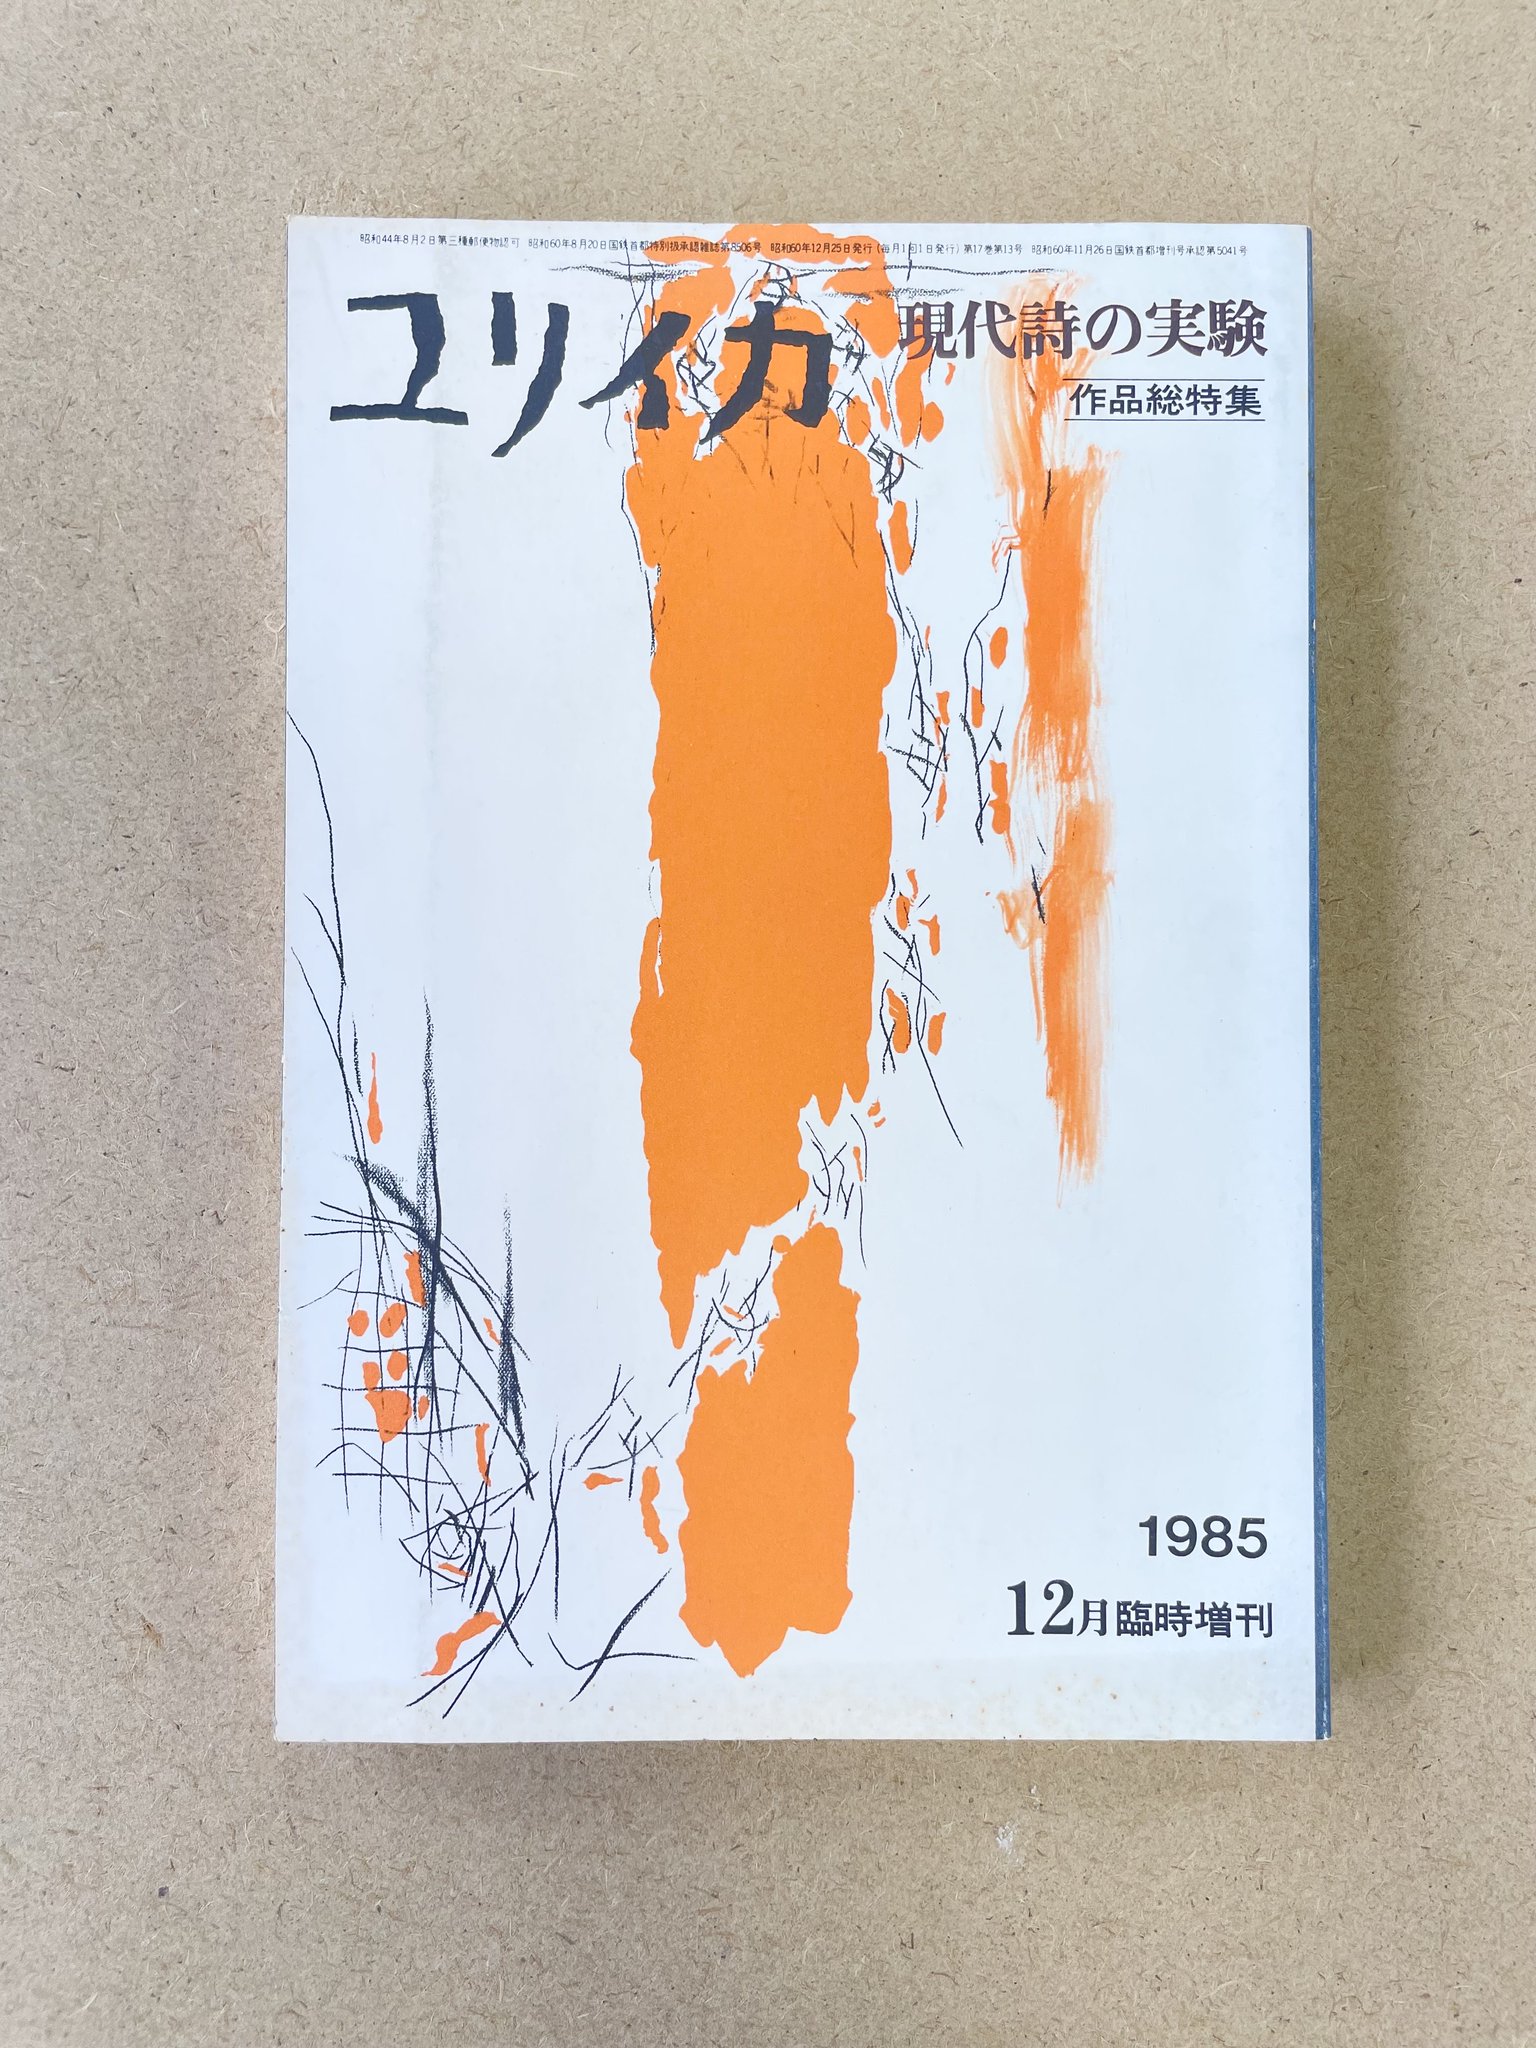 昭和44年8月2日第三種郵便物認可 昭和60年8月20日国鉄首都特別扱承認雑誌第8506号 昭和60年12月25日発行(毎月1回1日発行)第17巻第13号 昭和60年11月26日国鉄首都増刊号承認第5041号
ユリイカ
現代詩の実験
作品総特集
1985
12月臨時増刊